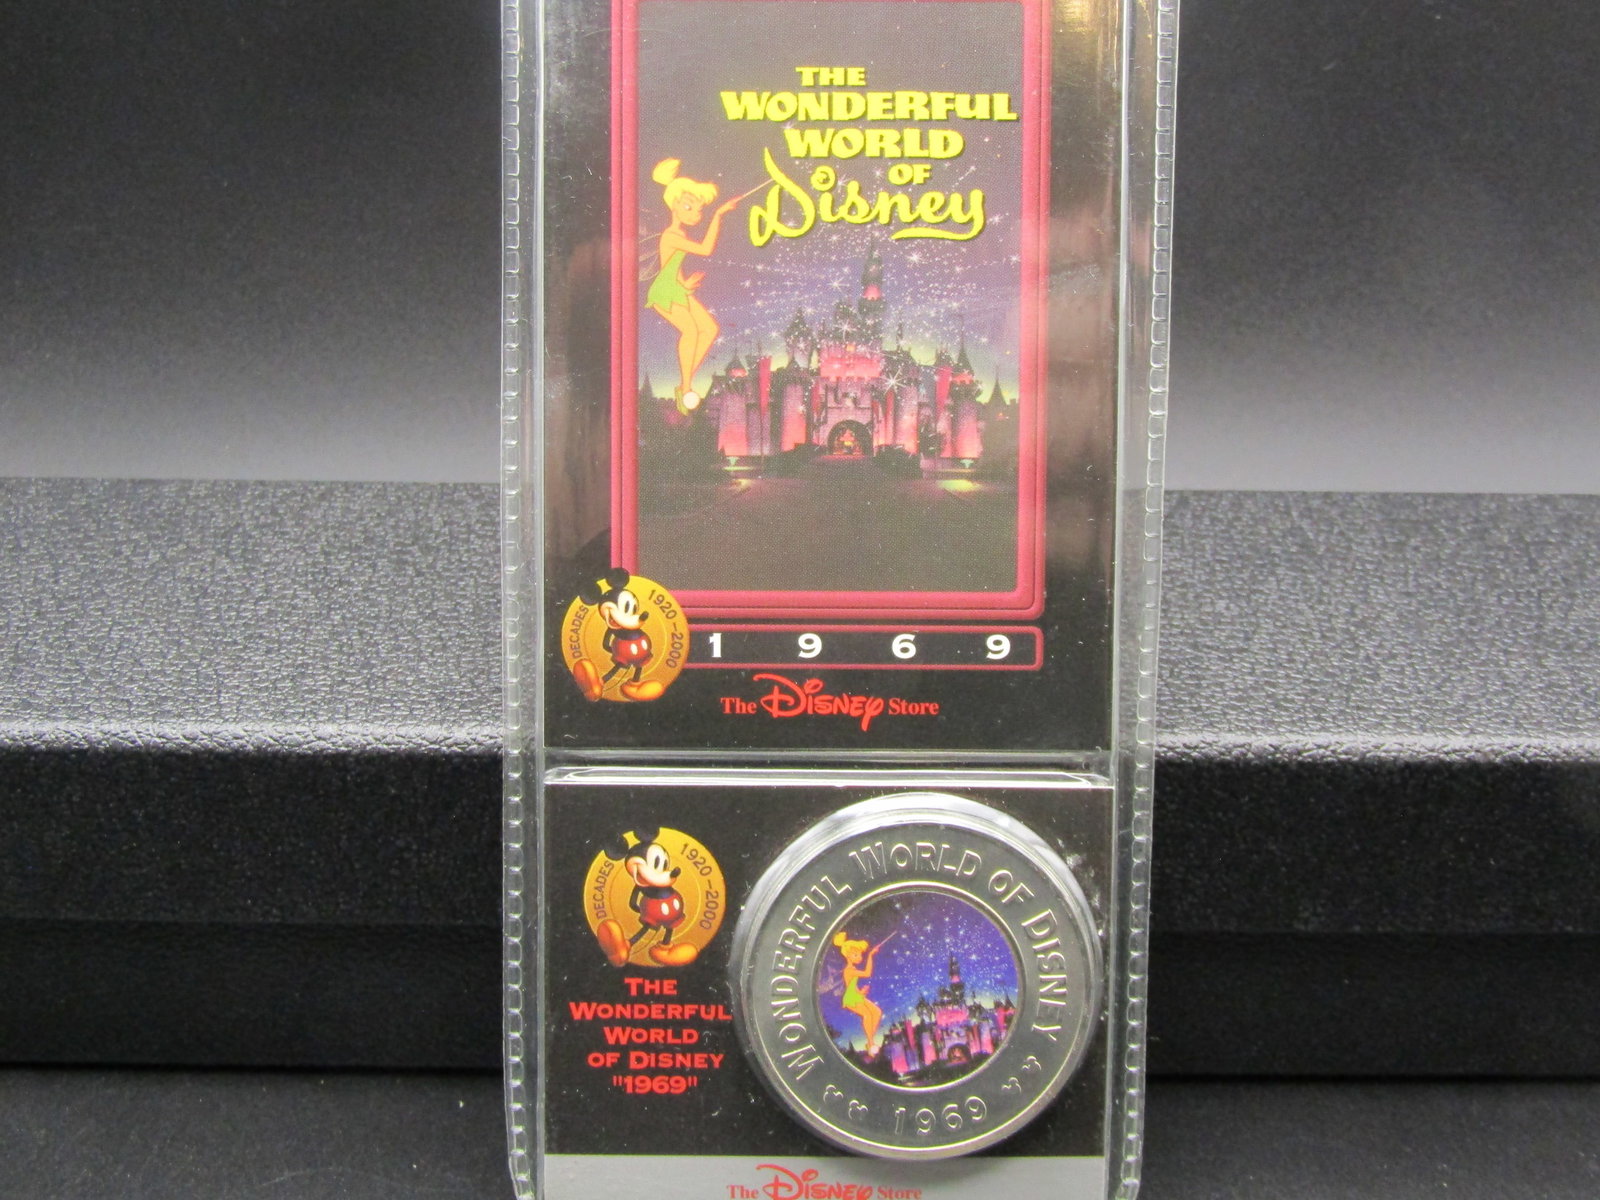 THE
WONDERFUL
WORLD
OF
Disney
DECADES 1920-2000
1 9 6 9
The Disney Store
DECADES 1920-2000
THE
WONDERFUL
WORLD
OF DISNEY
"1969"
WONDERFUL WORLD OF DISNEY
1969
The Disney Store